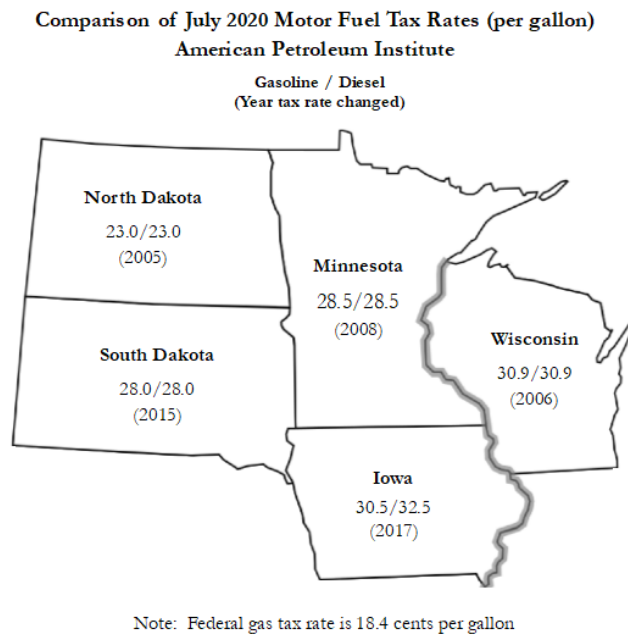 Comparison of July 2020 Motor Fuel Tax Rates (per gallon)
American Petroleum Institute
Gasoline / Diesel
(Year tax rate changed)
North Dakota
23.0/23.0
(2005)
Minnesota
28.5/28.5
(2008)
Wisconsin
30.9/30.9
(2006)
South Dakota
28.0/28.0
(2015)
Iowa
30.5/32.5
(2017)
Note: Federal gas tax rate is 18.4 cents per gallon